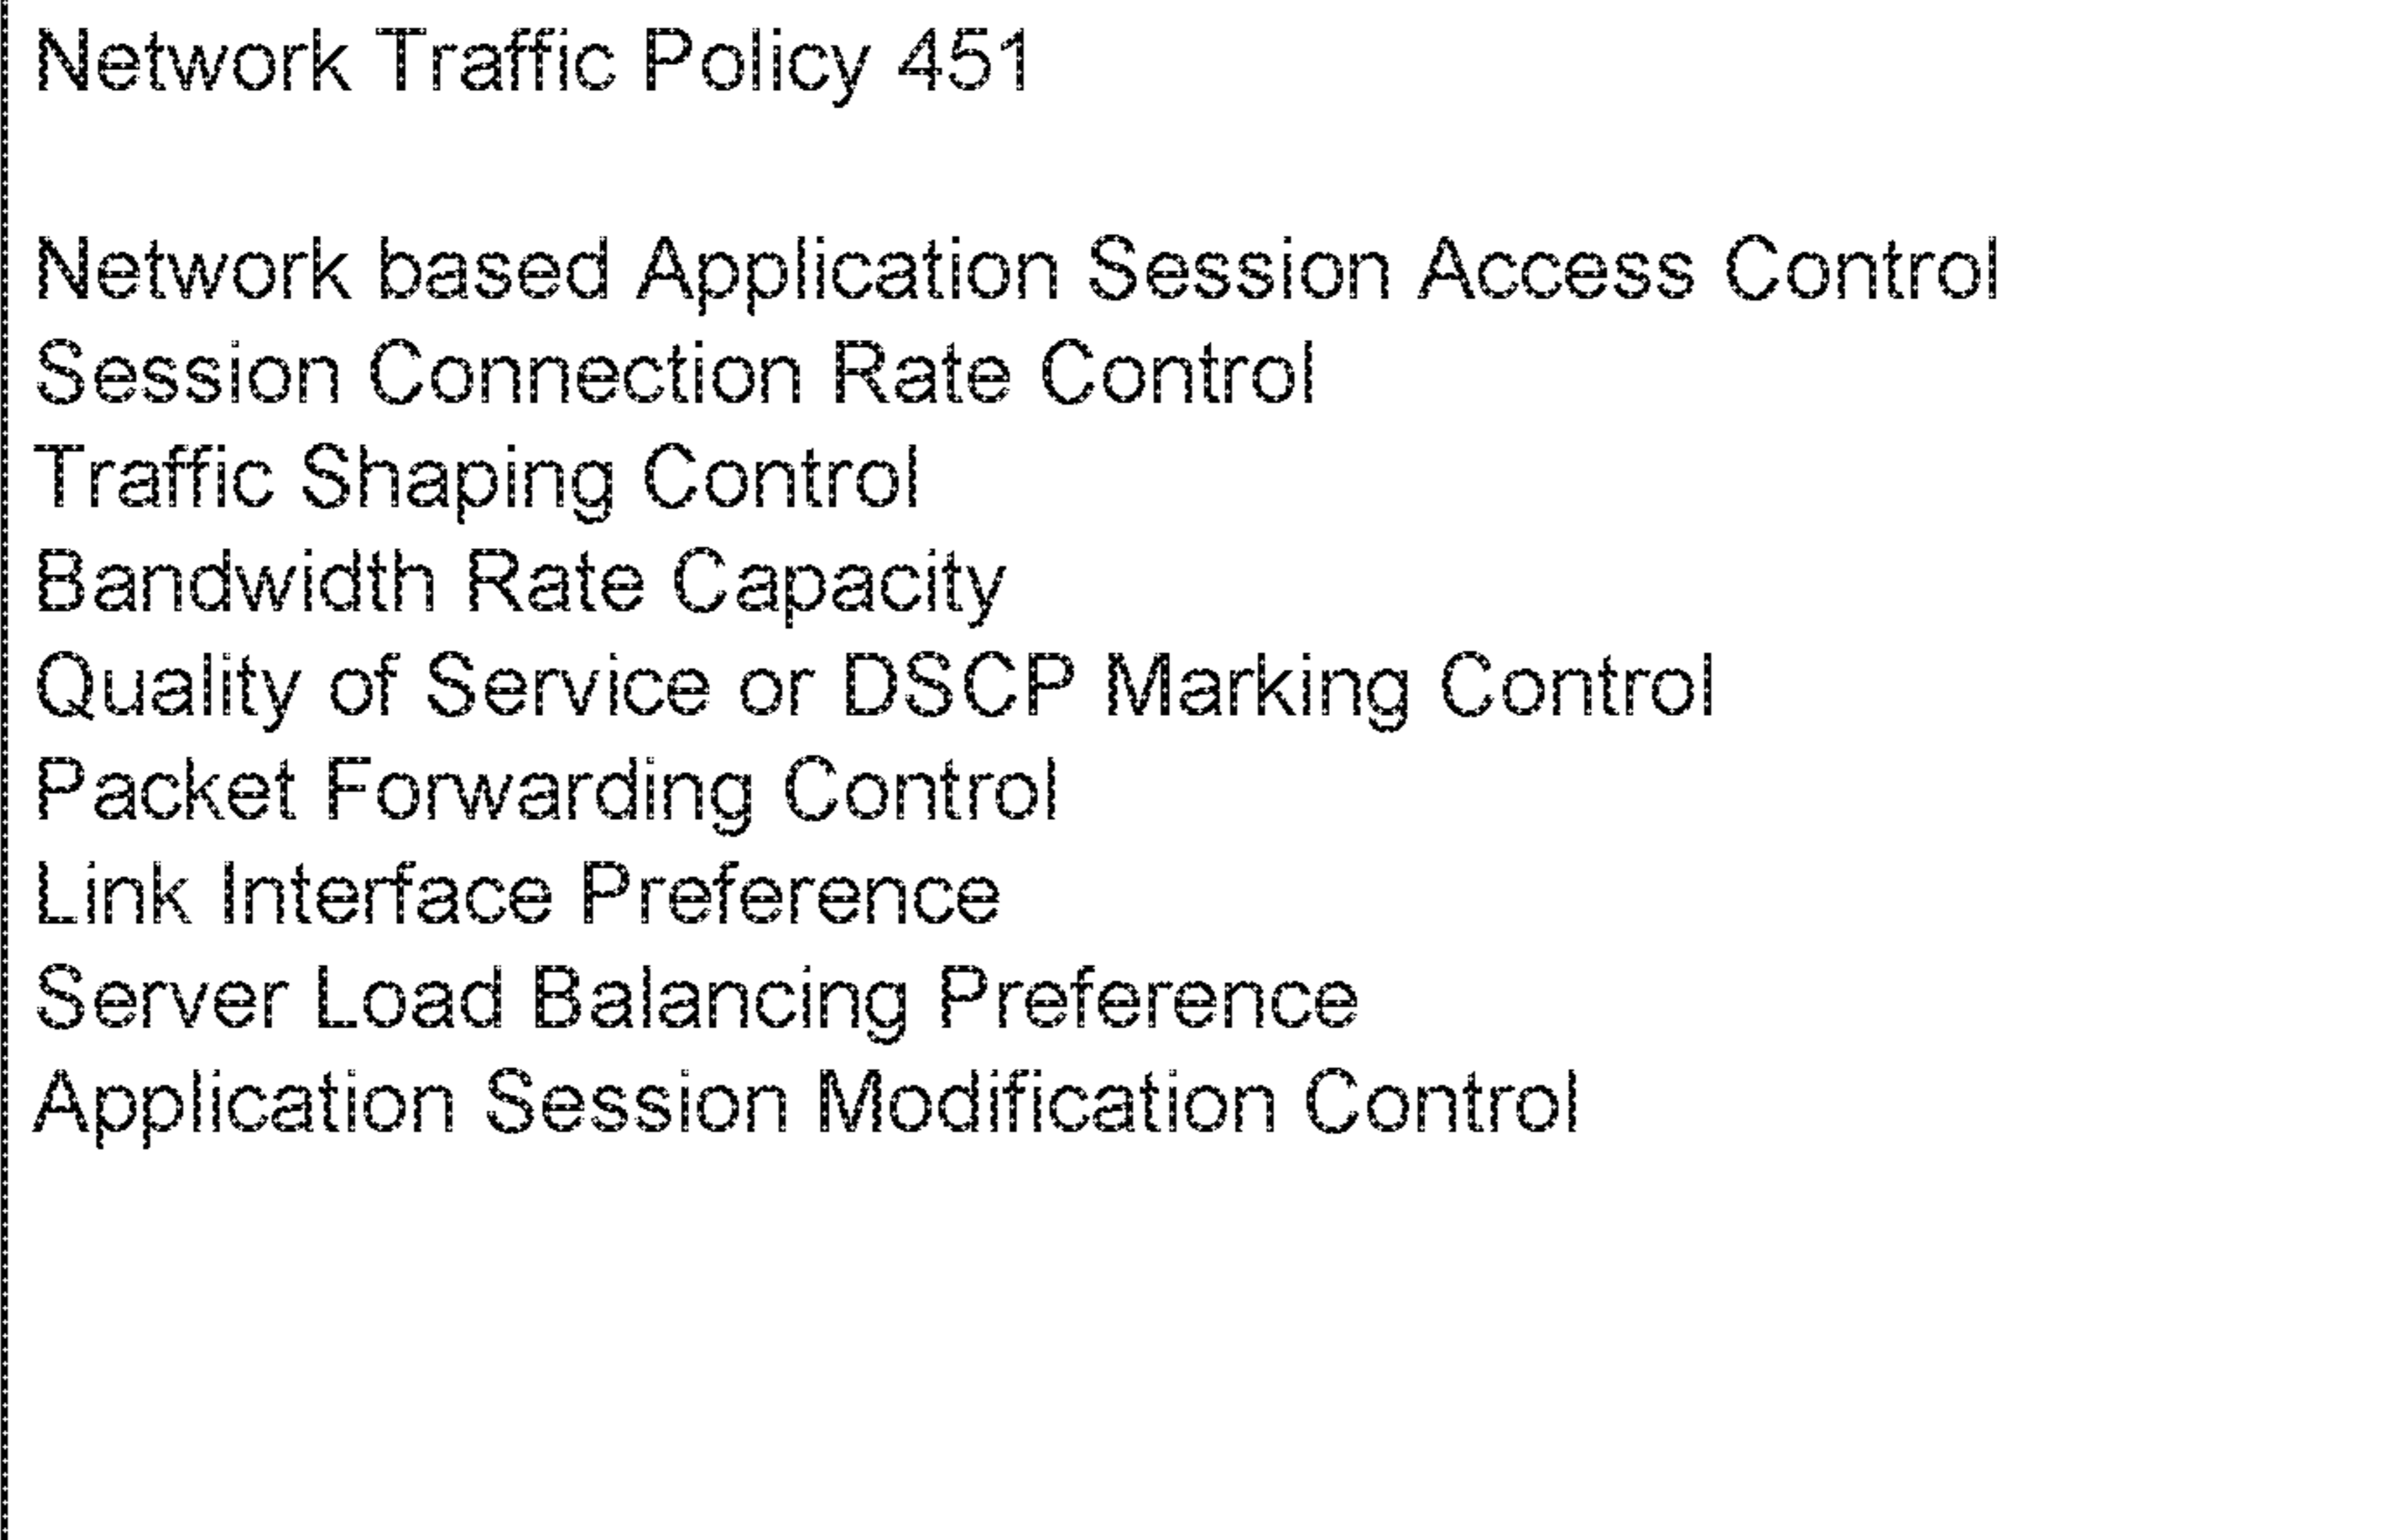 Network Traffic Policy 451
Network based Application Session Access Control
Session Connection Rate Control
Traffic Shaping Control
Bandwidth Rate Capacity
Quality of Service or DSCP Marking Control
Packet Forwarding Control
Link Interface Preference
Server Load Balancing Preference
Application Session Modification Control